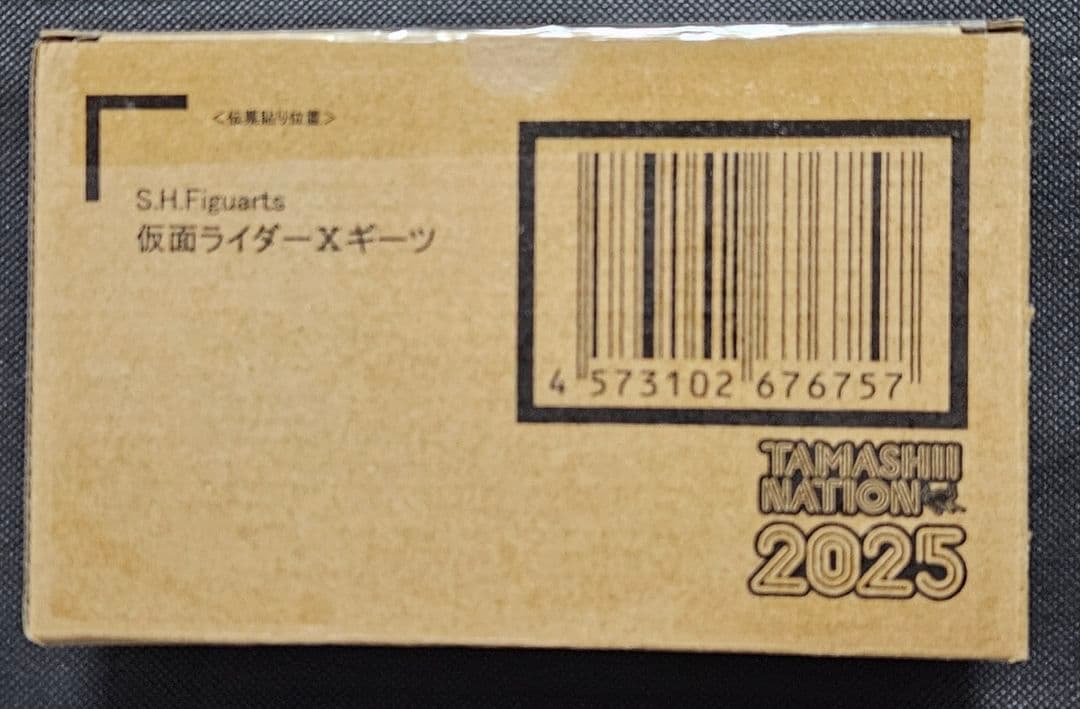 ＜伝票貼り位置＞
S.H.Figuarts
仮面ライダーXギーツ
4 573102 676757
TAMASHII
NATION
2025